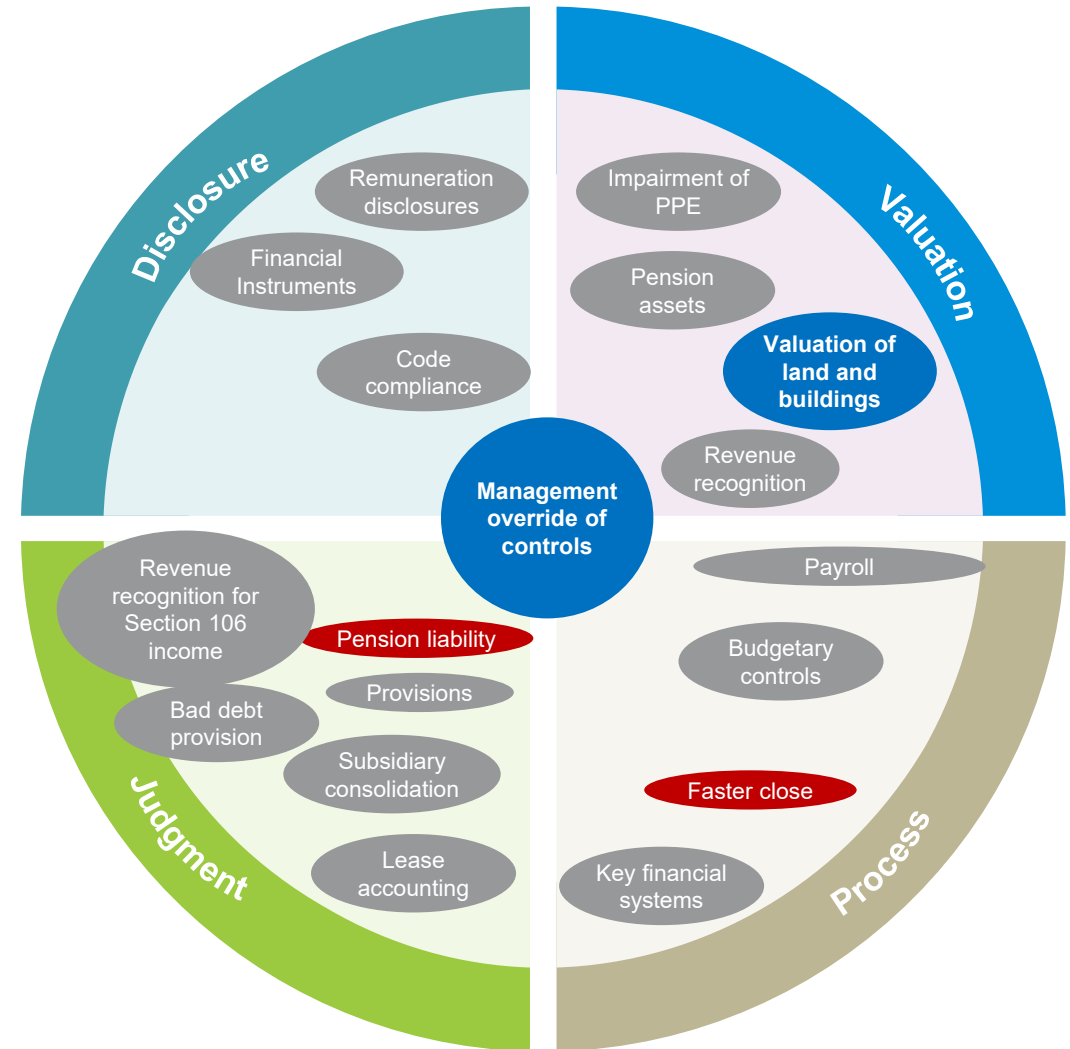 Disclosure
Remuneration
disclosures
Financial
Instruments
Code
compliance
Valuation
Impairment of
PPE
Pension
assets
Valuation of
land and
buildings
Revenue
recognition
Management
override of
controls
Judgment
Revenue
recognition for
Section 106
income
Pension liability
Provisions
Bad debt
provision
Subsidiary
consolidation
Lease
accounting
Process
Payroll
Budgetary
controls
Faster close
Key financial
systems